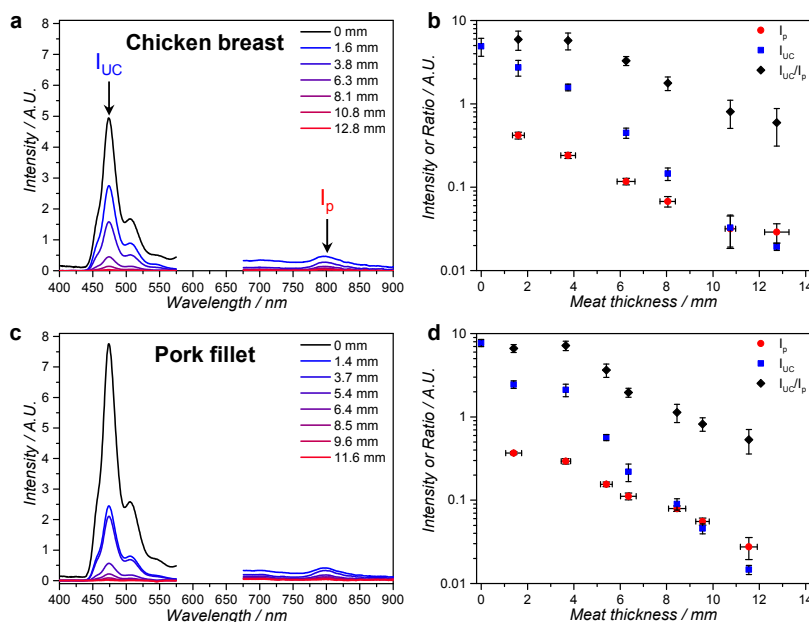 a
Chicken breast
I_UC
I_p
0 mm
1.6 mm
3.8 mm
6.3 mm
8.1 mm
10.8 mm
12.8 mm
Intensity / A.U.
8
7
6
5
4
3
2
1
0
400 450 500 550 600 650 700 750 800 850 900
Wavelength / nm
b
I_p
I_UC
I_UC/I_p
Intensity or Ratio / A.U.
10
1
0.1
0.01
0 2 4 6 8 10 12 14
Meat thickness / mm
c
Pork fillet
0 mm
1.4 mm
3.7 mm
5.4 mm
6.4 mm
8.5 mm
9.6 mm
11.6 mm
Intensity / A.U.
8
7
6
5
4
3
2
1
0
400 450 500 550 600 650 700 750 800 850 900
Wavelength / nm
d
I_p
I_UC
I_UC/I_p
Intensity or Ratio / A.U.
10
1
0.1
0.01
0 2 4 6 8 10 12 14
Meat thickness / mm